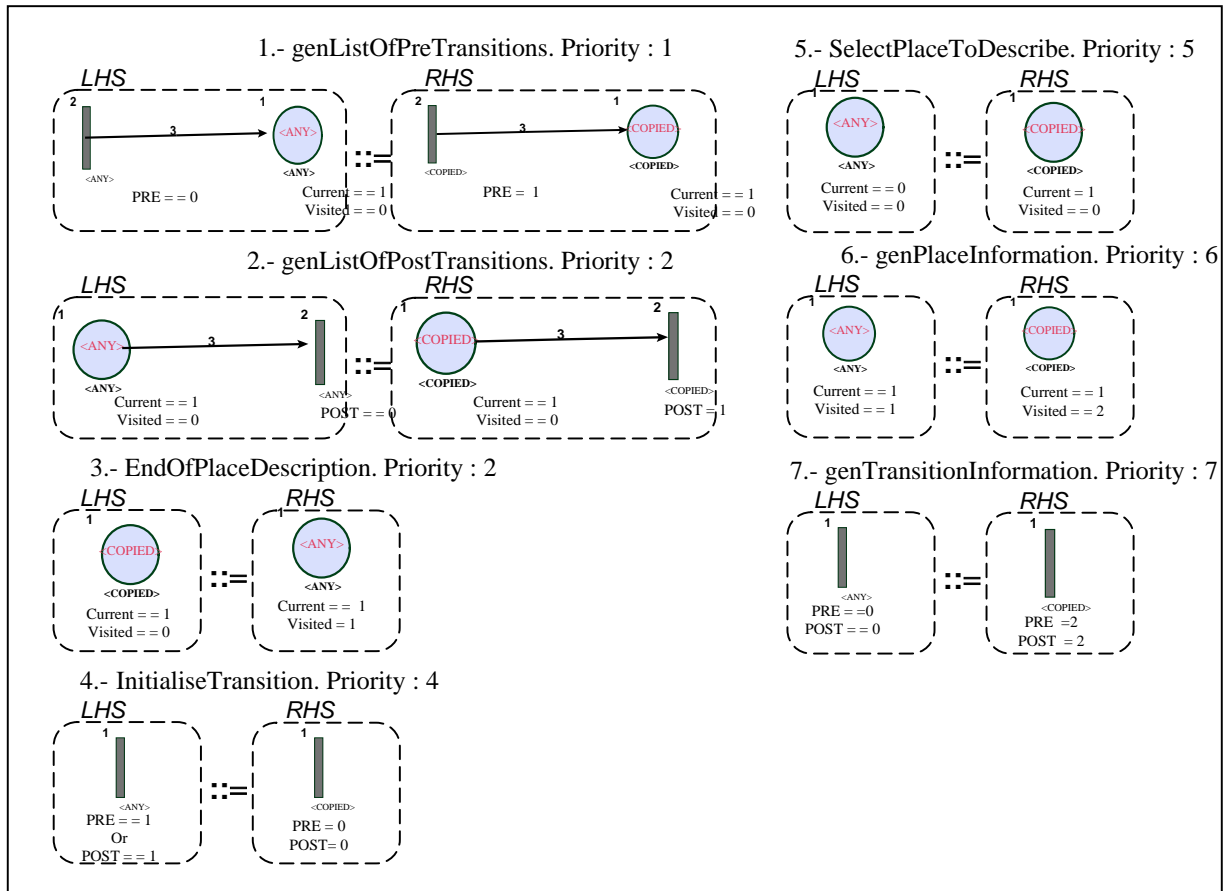 1.- genListOfPreTransitions. Priority : 1
LHS
RHS
2
1
3
<ANY>
<ANY>
<ANY>
PRE = = 0
Current = = 1
Visited = = 0
::=
2
1
3
<COPIED>
<COPIED>
<COPIED>
PRE = 1
Current = = 1
Visited = = 0
2.- genListOfPostTransitions. Priority : 2
LHS
RHS
1
2
3
<ANY>
<ANY>
<ANY>
Current = = 1
Visited = = 0
POST = = 0
::=
1
2
3
<COPIED>
<COPIED>
<COPIED>
Current = = 1
Visited = = 0
POST = 1
3.- EndOfPlaceDescription. Priority : 2
LHS
RHS
1
<COPIED>
<COPIED>
Current = = 1
Visited = = 0
::=
1
<ANY>
<ANY>
Current = = 1
Visited = 1
4.- InitialiseTransition. Priority : 4
LHS
RHS
1
<ANY>
PRE = = 1
Or
POST = = 1
::=
1
<COPIED>
PRE = 0
POST= 0
5.- SelectPlaceToDescribe. Priority : 5
LHS
RHS
1
<ANY>
<ANY>
Current = = 0
Visited = = 0
::=
1
<COPIED>
<COPIED>
Current = 1
Visited = = 0
6.- genPlaceInformation. Priority : 6
LHS
RHS
1
<ANY>
<ANY>
Current = = 1
Visited = = 1
::=
1
<COPIED>
<COPIED>
Current = = 1
Visited = = 2
7.- genTransitionInformation. Priority : 7
LHS
RHS
1
<ANY>
PRE = =0
POST = = 0
::=
1
<COPIED>
PRE =2
POST = 2